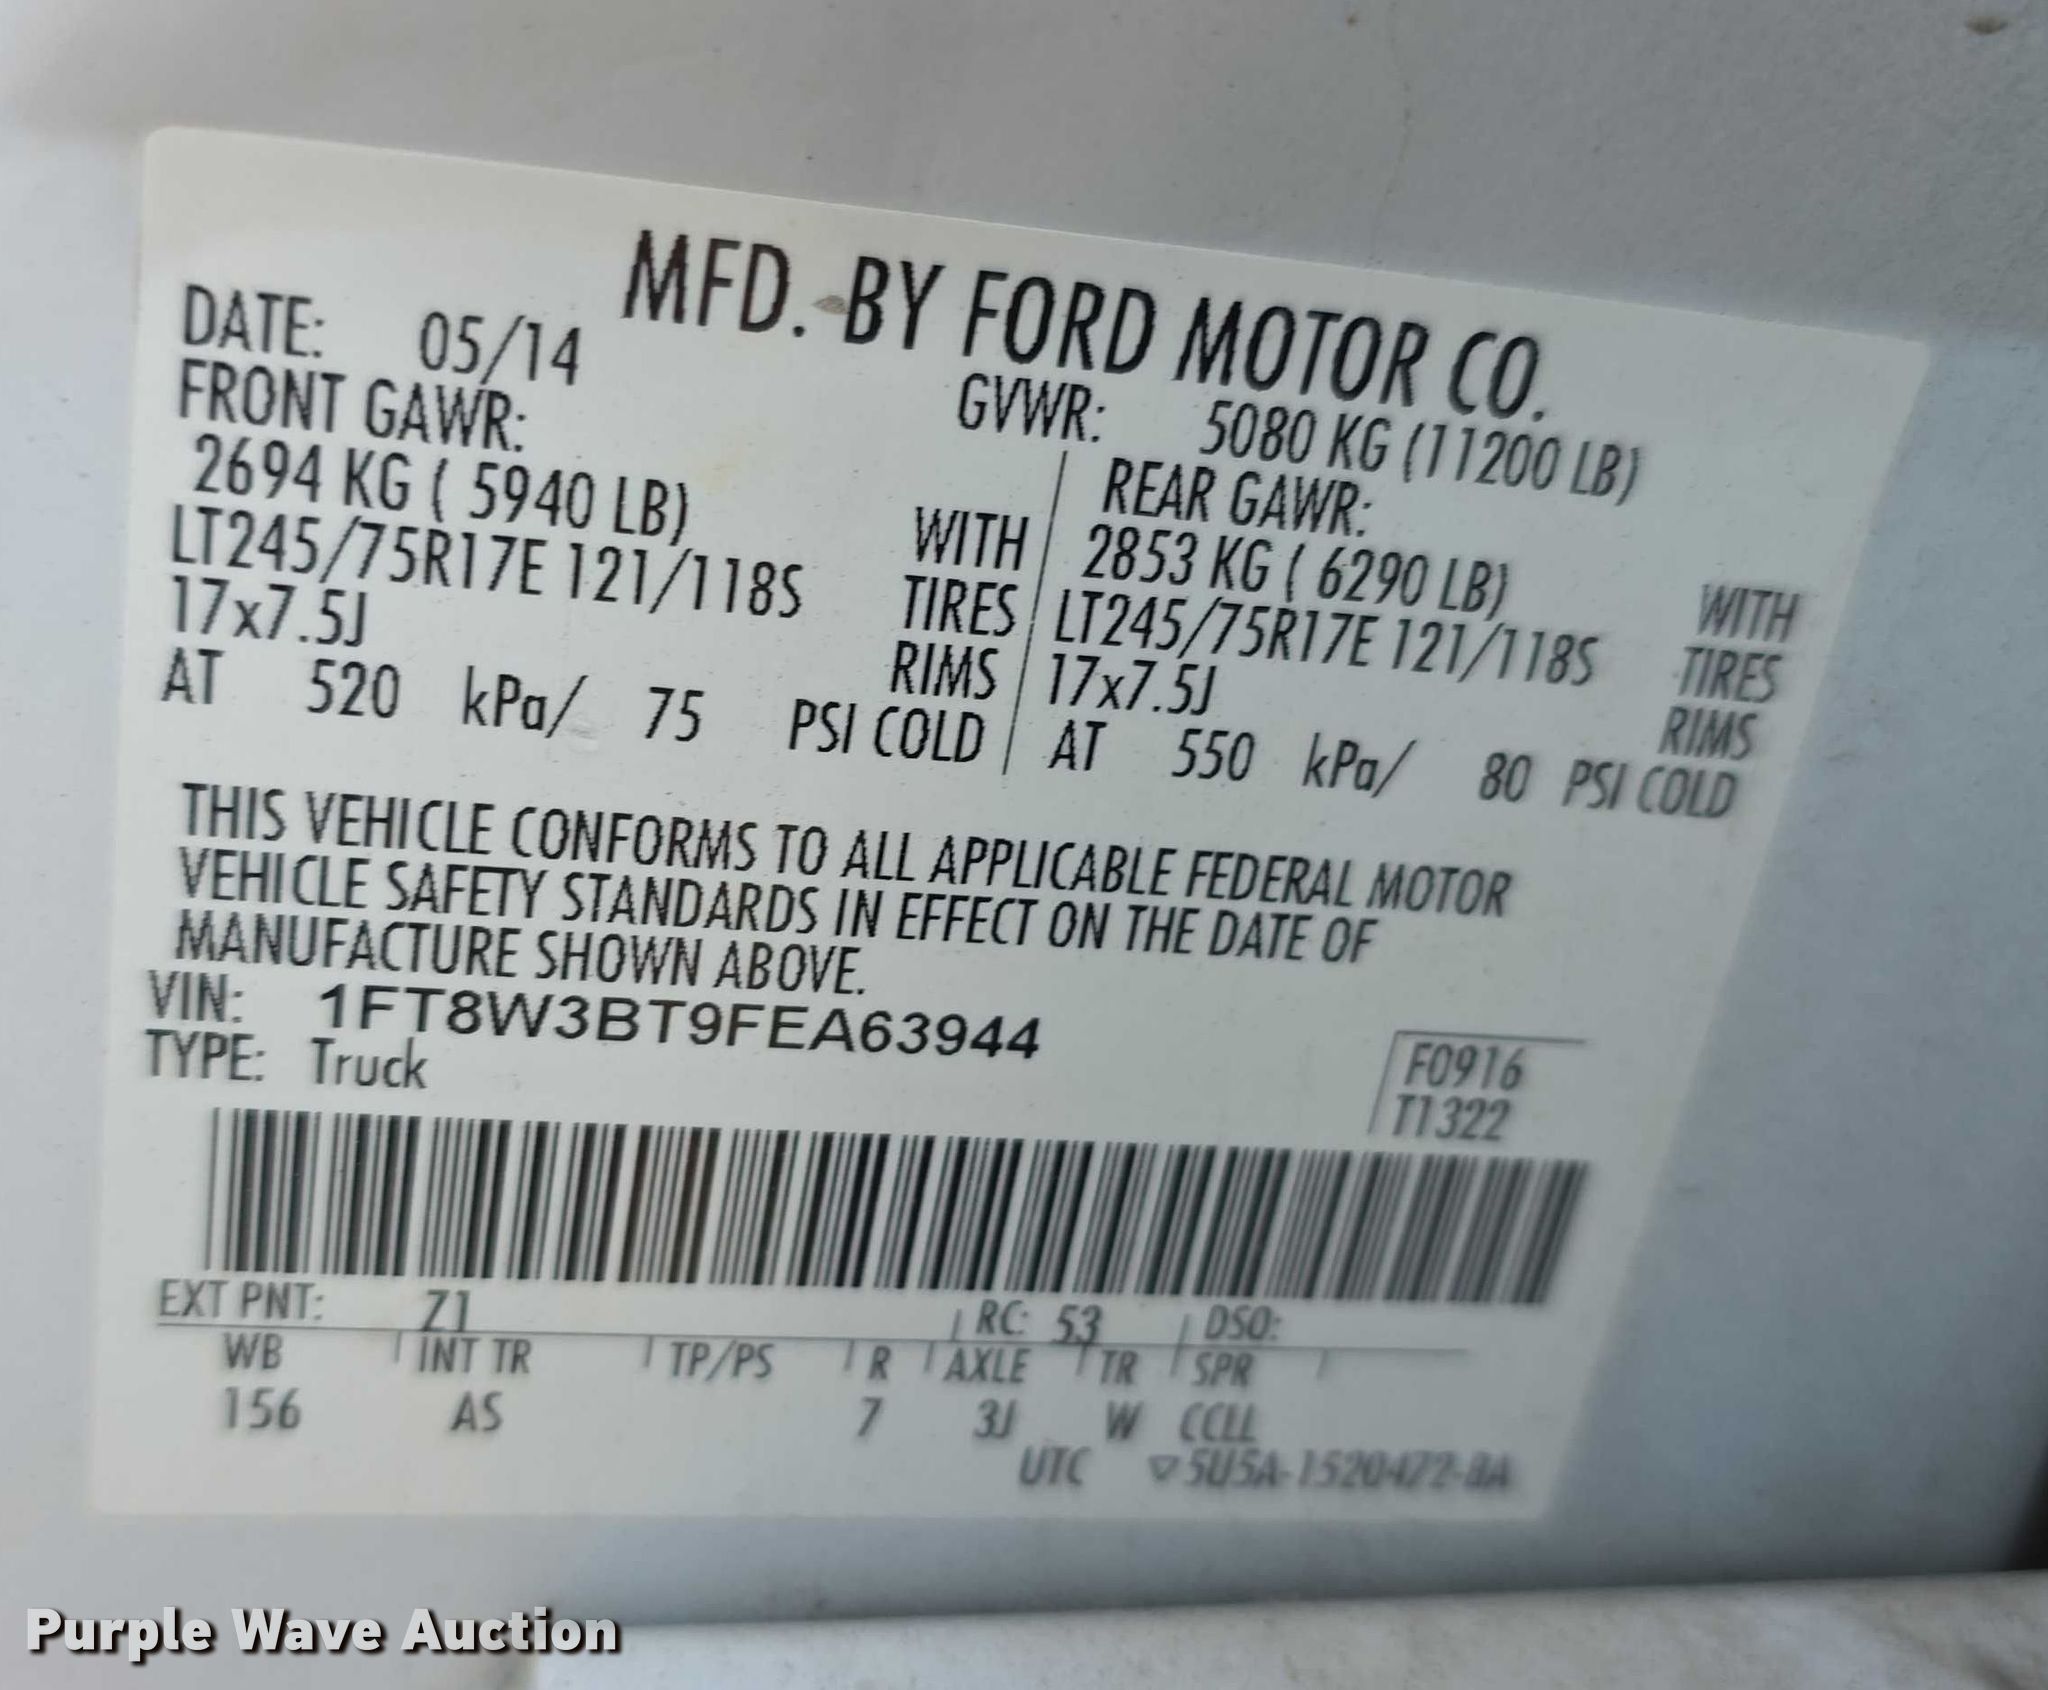 MFD. BY FORD MOTOR CO.
DATE: 05/14 GVWR: 5080 KG (11200 LB)
FRONT GAWR: REAR GAWR:
2694 KG ( 5940 LB) WITH 2853 KG ( 6290 LB) WITH
LT245/75R17E 121/118S TIRES LT245/75R17E 121/118S TIRES
17x7.5J RIMS 17x7.5J RIMS
AT 520 kPa/ 75 PSI COLD AT 550 kPa/ 80 PSI COLD
THIS VEHICLE CONFORMS TO ALL APPLICABLE FEDERAL MOTOR
VEHICLE SAFETY STANDARDS IN EFFECT ON THE DATE OF
MANUFACTURE SHOWN ABOVE.
VIN: 1FT8W3BT9FEA63944
TYPE: Truck
F0916
T1322
EXT PNT: Z1 RC: 53 DSO:
WB INT TR TP/PS R AXLE TR SPR
156 AS 7 3J W CCLL
UTC ▽5U5A-1520472-BA
Purple Wave Auction